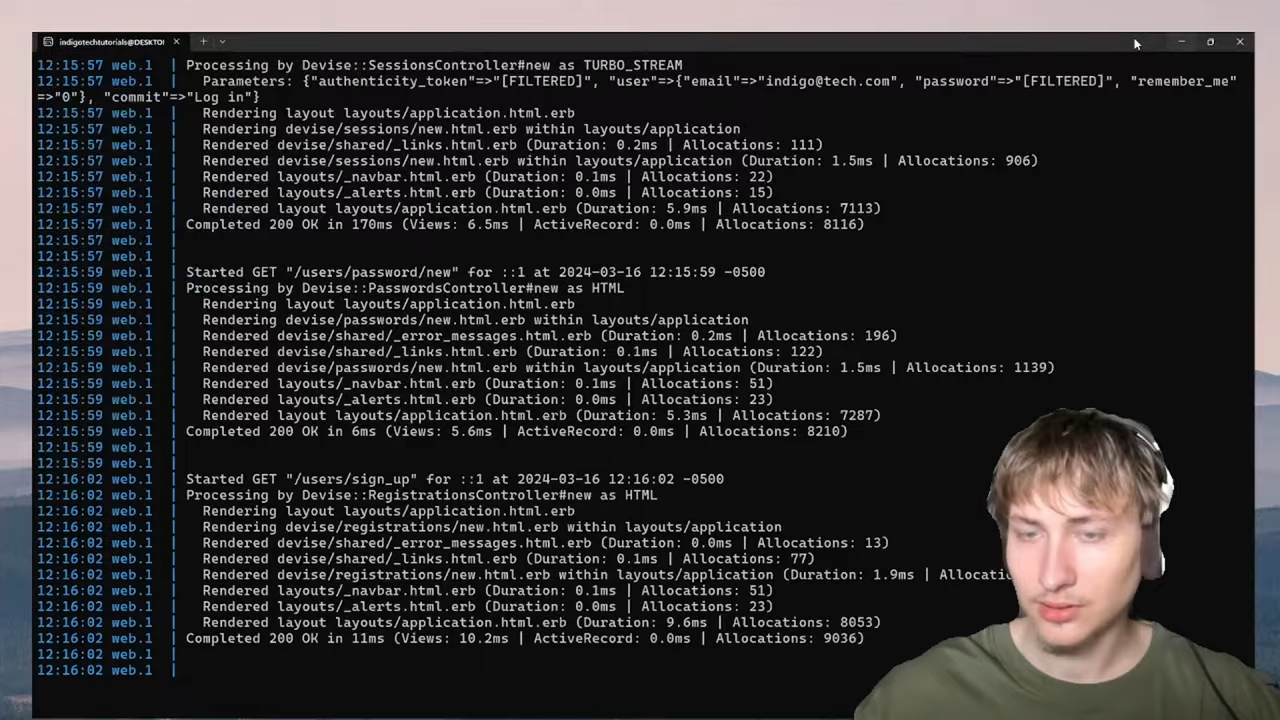 indigotechtutorials@DESKTO
12:15:57 web.1 | Processing by Devise::SessionsController#new as TURBO_STREAM
12:15:57 web.1 | Parameters: {"authenticity_token"=>"[FILTERED]", "user"=>{"email"=>"indigo@tech.com", "password"=>"[FILTERED]", "remember_me"
=>"0"}, "commit"=>"Log in"}
12:15:57 web.1 | Rendering layout layouts/application.html.erb
12:15:57 web.1 | Rendering devise/sessions/new.html.erb within layouts/application
12:15:57 web.1 | Rendered devise/shared/_links.html.erb (Duration: 0.2ms | Allocations: 111)
12:15:57 web.1 | Rendered devise/sessions/new.html.erb within layouts/application (Duration: 1.5ms | Allocations: 906)
12:15:57 web.1 | Rendered layouts/_navbar.html.erb (Duration: 0.1ms | Allocations: 22)
12:15:57 web.1 | Rendered layouts/_alerts.html.erb (Duration: 0.0ms | Allocations: 15)
12:15:57 web.1 | Rendered layout layouts/application.html.erb (Duration: 5.9ms | Allocations: 7113)
12:15:57 web.1 | Completed 200 OK in 170ms (Views: 6.5ms | ActiveRecord: 0.0ms | Allocations: 8116)
12:15:57 web.1 |
12:15:57 web.1 |
12:15:59 web.1 | Started GET "/users/password/new" for ::1 at 2024-03-16 12:15:59 -0500
12:15:59 web.1 | Processing by Devise::PasswordsController#new as HTML
12:15:59 web.1 | Rendering layout layouts/application.html.erb
12:15:59 web.1 | Rendering devise/passwords/new.html.erb within layouts/application
12:15:59 web.1 | Rendered devise/shared/_error_messages.html.erb (Duration: 0.2ms | Allocations: 196)
12:15:59 web.1 | Rendered devise/shared/_links.html.erb (Duration: 0.1ms | Allocations: 122)
12:15:59 web.1 | Rendered devise/passwords/new.html.erb within layouts/application (Duration: 1.5ms | Allocations: 1139)
12:15:59 web.1 | Rendered layouts/_navbar.html.erb (Duration: 0.1ms | Allocations: 51)
12:15:59 web.1 | Rendered layouts/_alerts.html.erb (Duration: 0.0ms | Allocations: 23)
12:15:59 web.1 | Rendered layout layouts/application.html.erb (Duration: 5.3ms | Allocations: 7287)
12:15:59 web.1 | Completed 200 OK in 6ms (Views: 5.6ms | ActiveRecord: 0.0ms | Allocations: 8210)
12:15:59 web.1 |
12:15:59 web.1 |
12:16:02 web.1 | Started GET "/users/sign_up" for ::1 at 2024-03-16 12:16:02 -0500
12:16:02 web.1 | Processing by Devise::RegistrationsController#new as HTML
12:16:02 web.1 | Rendering layout layouts/application.html.erb
12:16:02 web.1 | Rendering devise/registrations/new.html.erb within layouts/application
12:16:02 web.1 | Rendered devise/shared/_error_messages.html.erb (Duration: 0.0ms | Allocations: 13)
12:16:02 web.1 | Rendered devise/shared/_links.html.erb (Duration: 0.1ms | Allocations: 77)
12:16:02 web.1 | Rendered devise/registrations/new.html.erb within layouts/application (Duration: 1.9ms | Allocati
12:16:02 web.1 | Rendered layouts/_navbar.html.erb (Duration: 0.1ms | Allocations: 51)
12:16:02 web.1 | Rendered layouts/_alerts.html.erb (Duration: 0.0ms | Allocations: 23)
12:16:02 web.1 | Rendered layout layouts/application.html.erb (Duration: 9.6ms | Allocations: 8053)
12:16:02 web.1 | Completed 200 OK in 11ms (Views: 10.2ms | ActiveRecord: 0.0ms | Allocations: 9036)
12:16:02 web.1 |
12:16:02 web.1 |